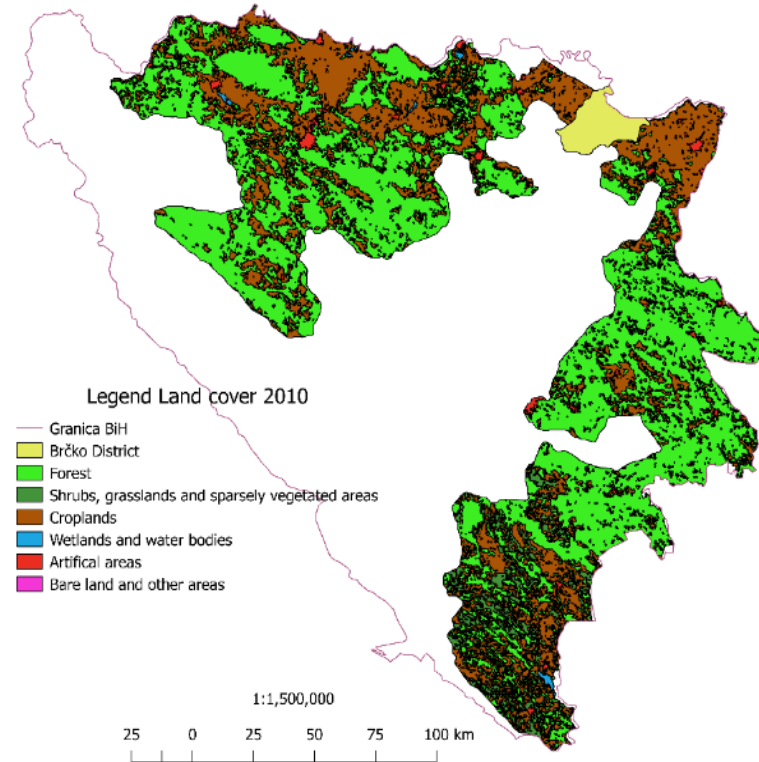 Legend Land cover 2010
Granica BiH
Brčko District
Forest
Shrubs, grasslands and sparsely vegetated areas
Croplands
Wetlands and water bodies
Artifical areas
Bare land and other areas
1:1,500,000
25 0 25 50 75 100 km